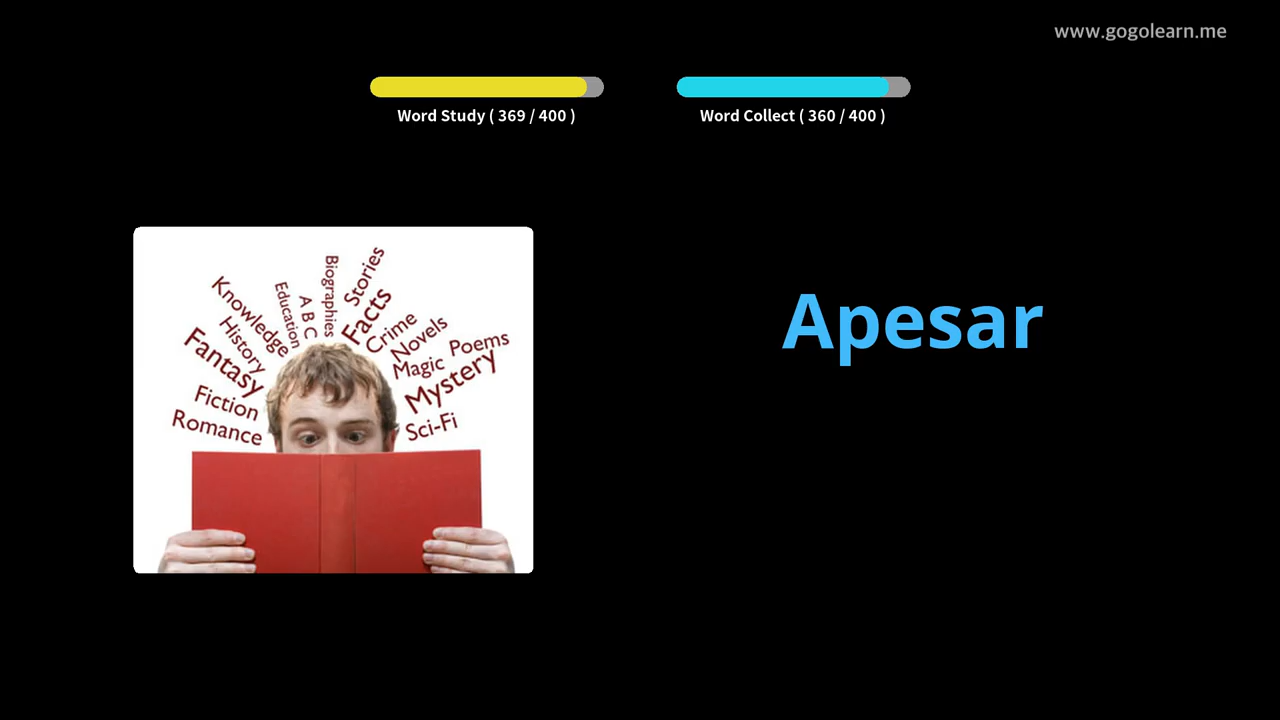 www.gogolearn.me
Word Study ( 369 / 400 )
Word Collect ( 360 / 400 )
Apesar
Romance
Fiction
Fantasy
History
Knowledge
Education
A B C
Biographies
Stories
Facts
Crime
Novels
Magic
Poems
Mystery
Sci-Fi